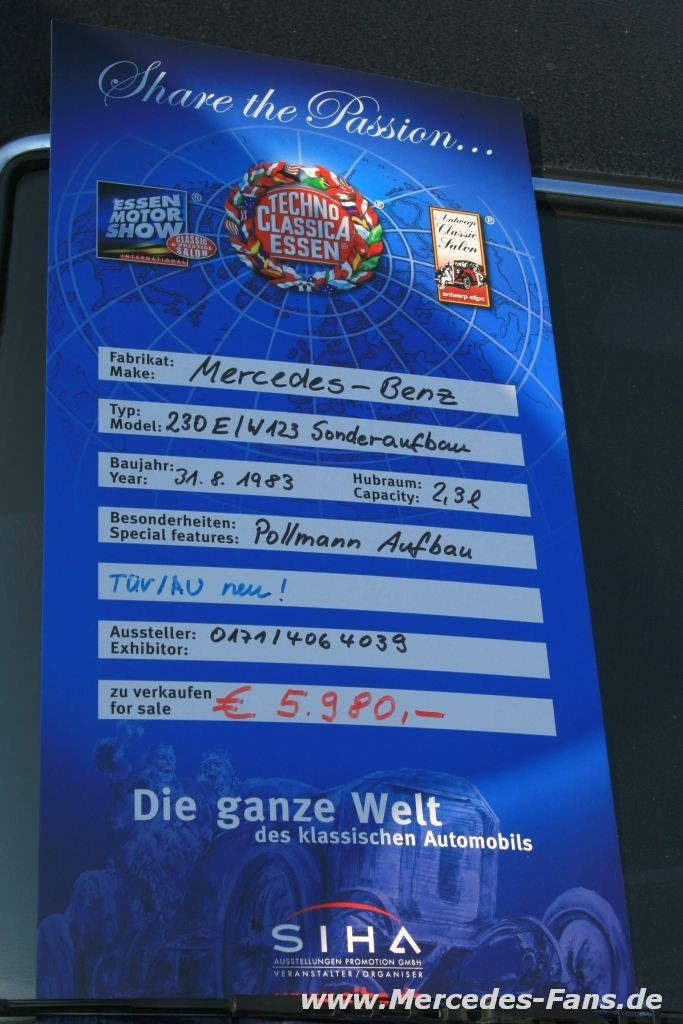 Share the Passion...
ESSEN
MOTOR
SHOW
®
CLASSIC
& PRESTIGE
SALON
INTERNATIONAL
TECHNO
CLASSICA
ESSEN
®
Antwerp
Classic
Salon
®
antwerp expo
Fabrikat:
Make: Mercedes-Benz
Typ:
Model: 230 E/W123 Sonderaufbau
Baujahr:
Year: 31. 8. 1983
Hubraum:
Capacity: 2,3l
Besonderheiten:
Special features: Pollmann Aufbau
TÜV/AU neu!
Aussteller:
Exhibitor: 0171/4064039
zu verkaufen
for sale € 5.980,-
Die ganze Welt
des klassischen Automobils
SIHA
AUSSTELLUNGEN PROMOTION GMBH
VERANSTALTER/ORGANISER
www.Mercedes-Fans.de